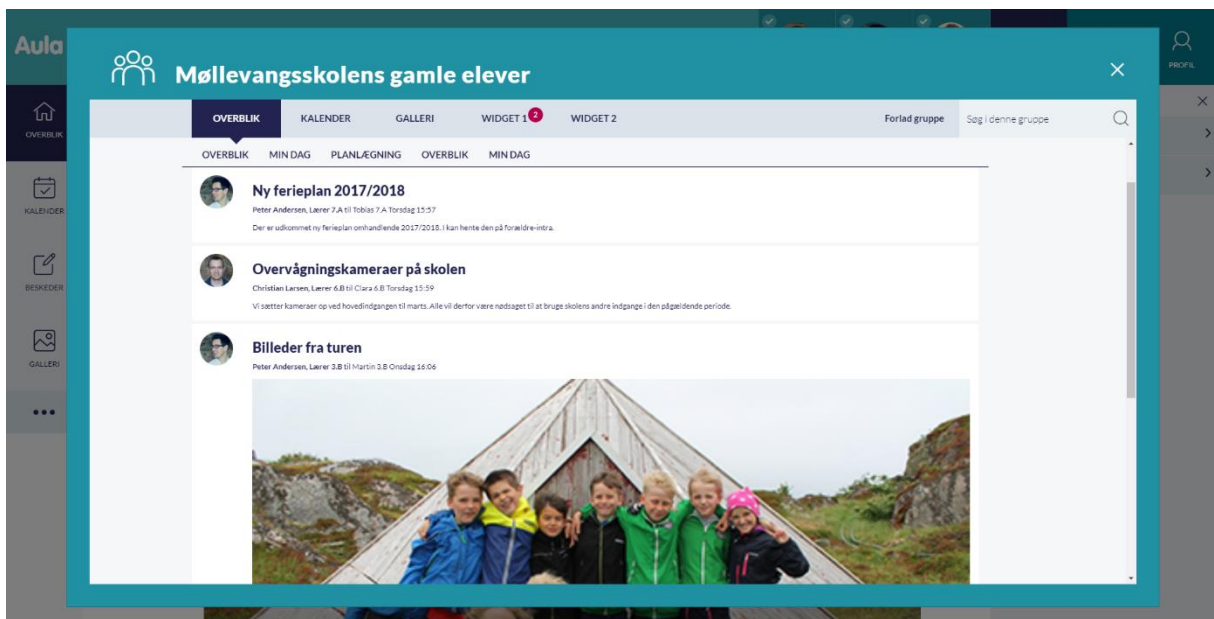 Aula
PROFIL
Møllevangsskolens gamle elever
OVERBLIK
KALENDER
BESKEDER
GALLERI
OVERBLIK KALENDER GALLERI WIDGET 1 2 WIDGET 2 Forlad gruppe Søg i denne gruppe
OVERBLIK MIN DAG PLANLÆGNING OVERBLIK MIN DAG
Ny ferieplan 2017/2018
Peter Andersen, Lærer 7.A til Tobias 7.A Torsdag 15:57
Der er udkommet ny ferieplan omhandlende 2017/2018. I kan hente den på forældre-intra.
Overvågningskameraer på skolen
Christian Larsen, Lærer 6.B til Clara 6.B Torsdag 15:59
Vi sætter kameraer op ved hovedindgangen til marts. Alle vil derfor være nødsaget til at bruge skolens andre indgange i den pågældende periode.
Billeder fra turen
Peter Andersen, Lærer 3.B til Martin 3.B Onsdag 16:06